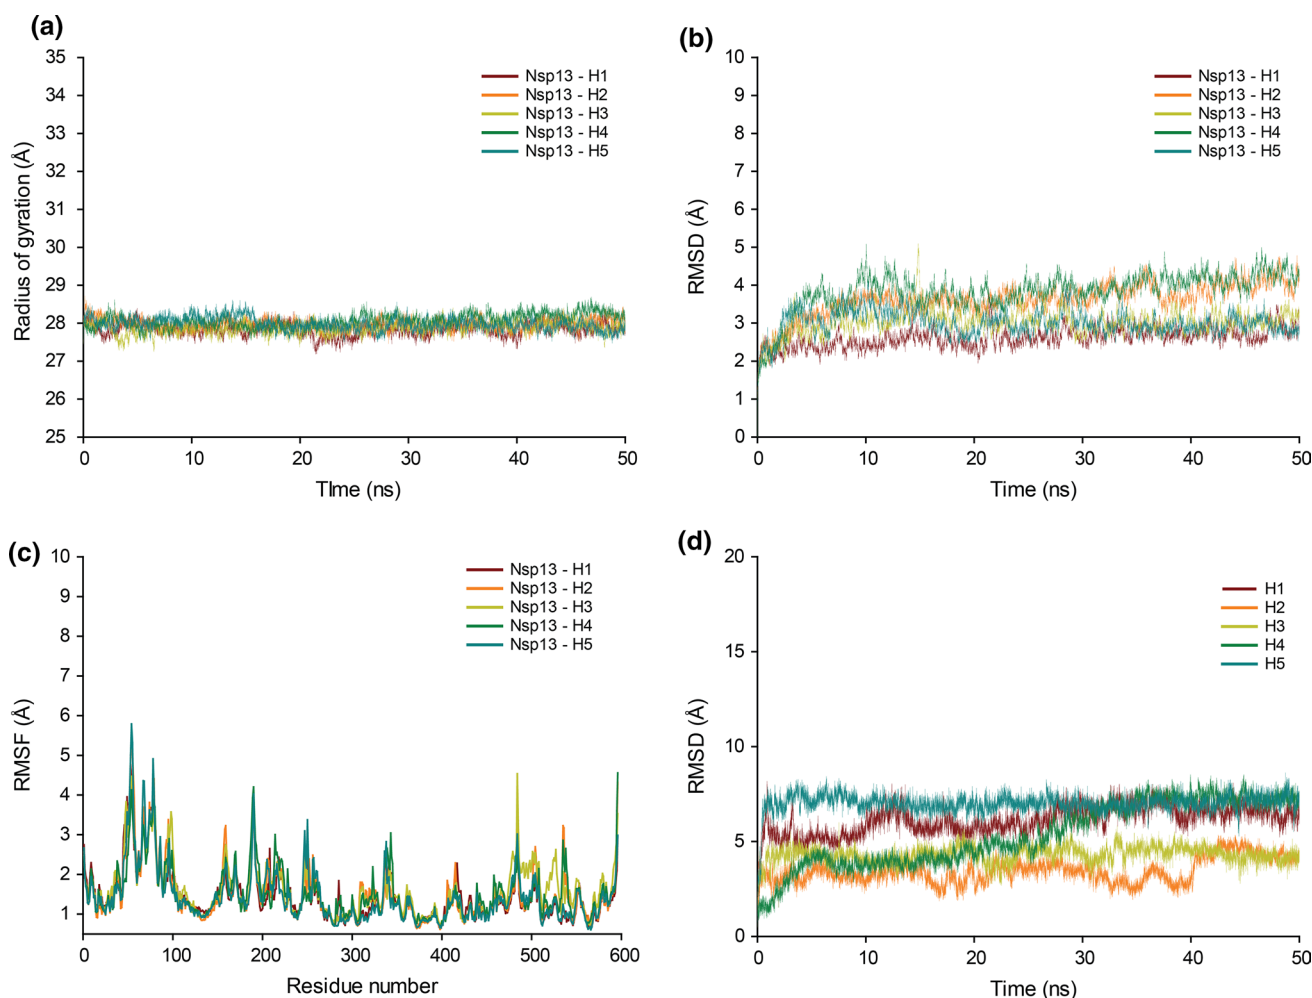 (a)
35
34
33
32
31
30
29
28
27
26
25
Radius of gyration (Å)
0 10 20 30 40 50
TIme (ns)
Nsp13 - H1
Nsp13 - H2
Nsp13 - H3
Nsp13 - H4
Nsp13 - H5
(b)
10
9
8
7
6
5
4
3
2
1
0
RMSD (Å)
0 10 20 30 40 50
Time (ns)
Nsp13 - H1
Nsp13 - H2
Nsp13 - H3
Nsp13 - H4
Nsp13 - H5
(c)
10
9
8
7
6
5
4
3
2
1
RMSF (Å)
0 100 200 300 400 500 600
Residue number
Nsp13 - H1
Nsp13 - H2
Nsp13 - H3
Nsp13 - H4
Nsp13 - H5
(d)
20
15
10
5
0
RMSD (Å)
0 10 20 30 40 50
Time (ns)
H1
H2
H3
H4
H5